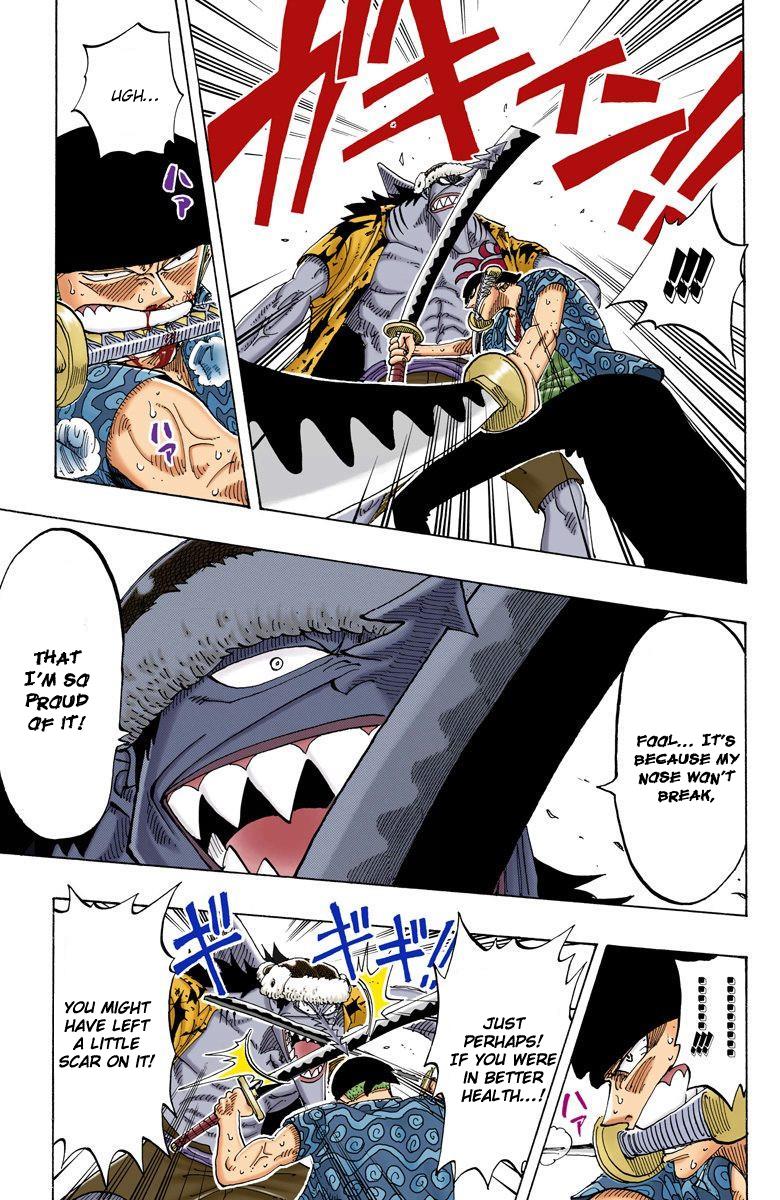 ガキィン!!
!!!
UGH...
ハァ
ハァ
FOOL... IT'S
BECAUSE MY
NOSE WON'T
BREAK,
THAT
I'M SO
PROUD
OF IT!
.........!!!
ハァ
JUST
PERHAPS!
IF YOU WERE
IN BETTER
HEALTH...!
ギギギ!!
YOU MIGHT
HAVE LEFT
A LITTLE
SCAR ON IT!